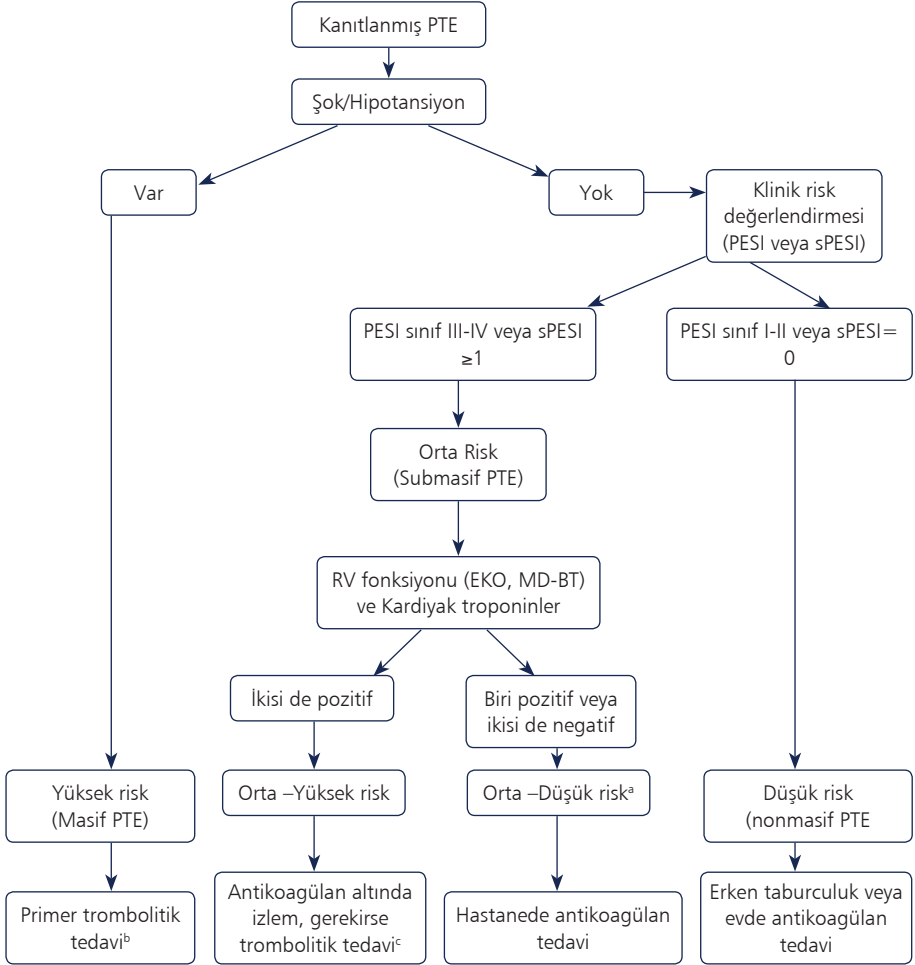 Kanıtlanmış PTE
Şok/Hipotansiyon
Var
Yok
Klinik risk
değerlendirmesi
(PESI veya sPESI)
PESI sınıf III-IV veya sPESI
≥1
PESI sınıf I-II veya sPESI=
0
Orta Risk
(Submasif PTE)
RV fonksiyonu (EKO, MD-BT)
ve Kardiyak troponinler
İkisi de pozitif
Biri pozitif veya
ikisi de negatif
Yüksek risk
(Masif PTE)
Orta –Yüksek risk
Orta –Düşük riskᵃ
Düşük risk
(nonmasif PTE
Primer trombolitik
tedaviᵇ
Antikoagülan altında
izlem, gerekirse
trombolitik tedaviᶜ
Hastanede antikoagülan
tedavi
Erken taburculuk veya
evde antikoagülan
tedavi